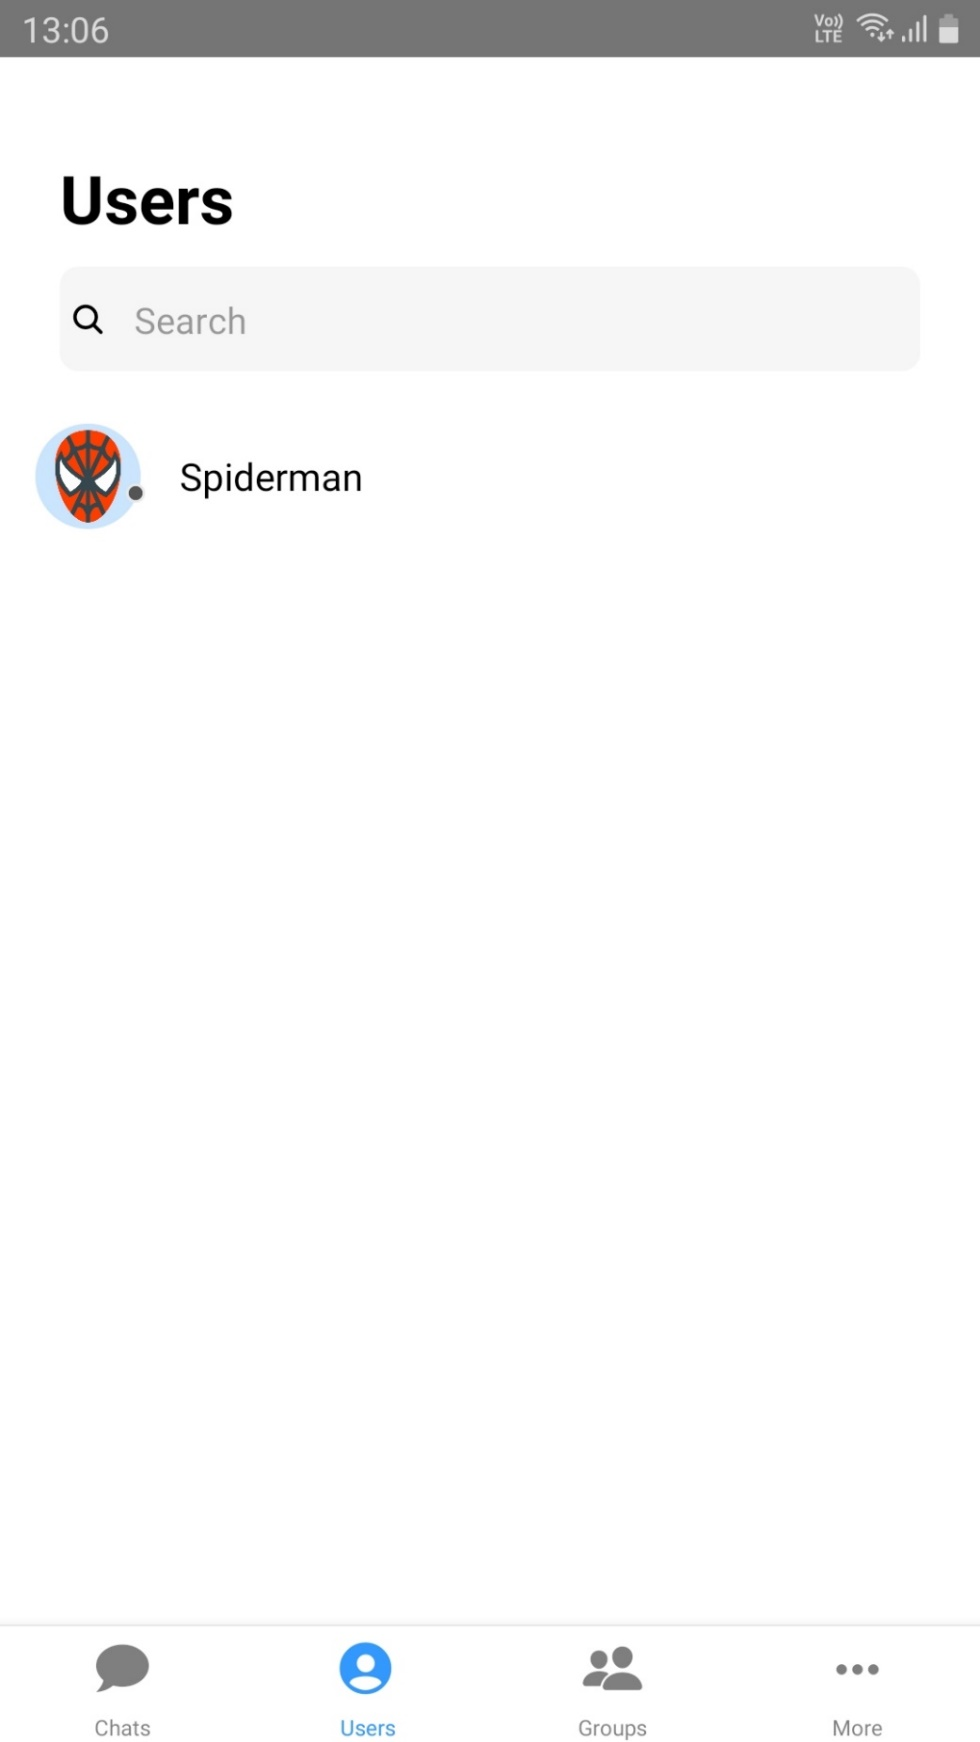 13:06
Vo)) LTE
Users
Search
Spiderman
Chats
Users
Groups
More